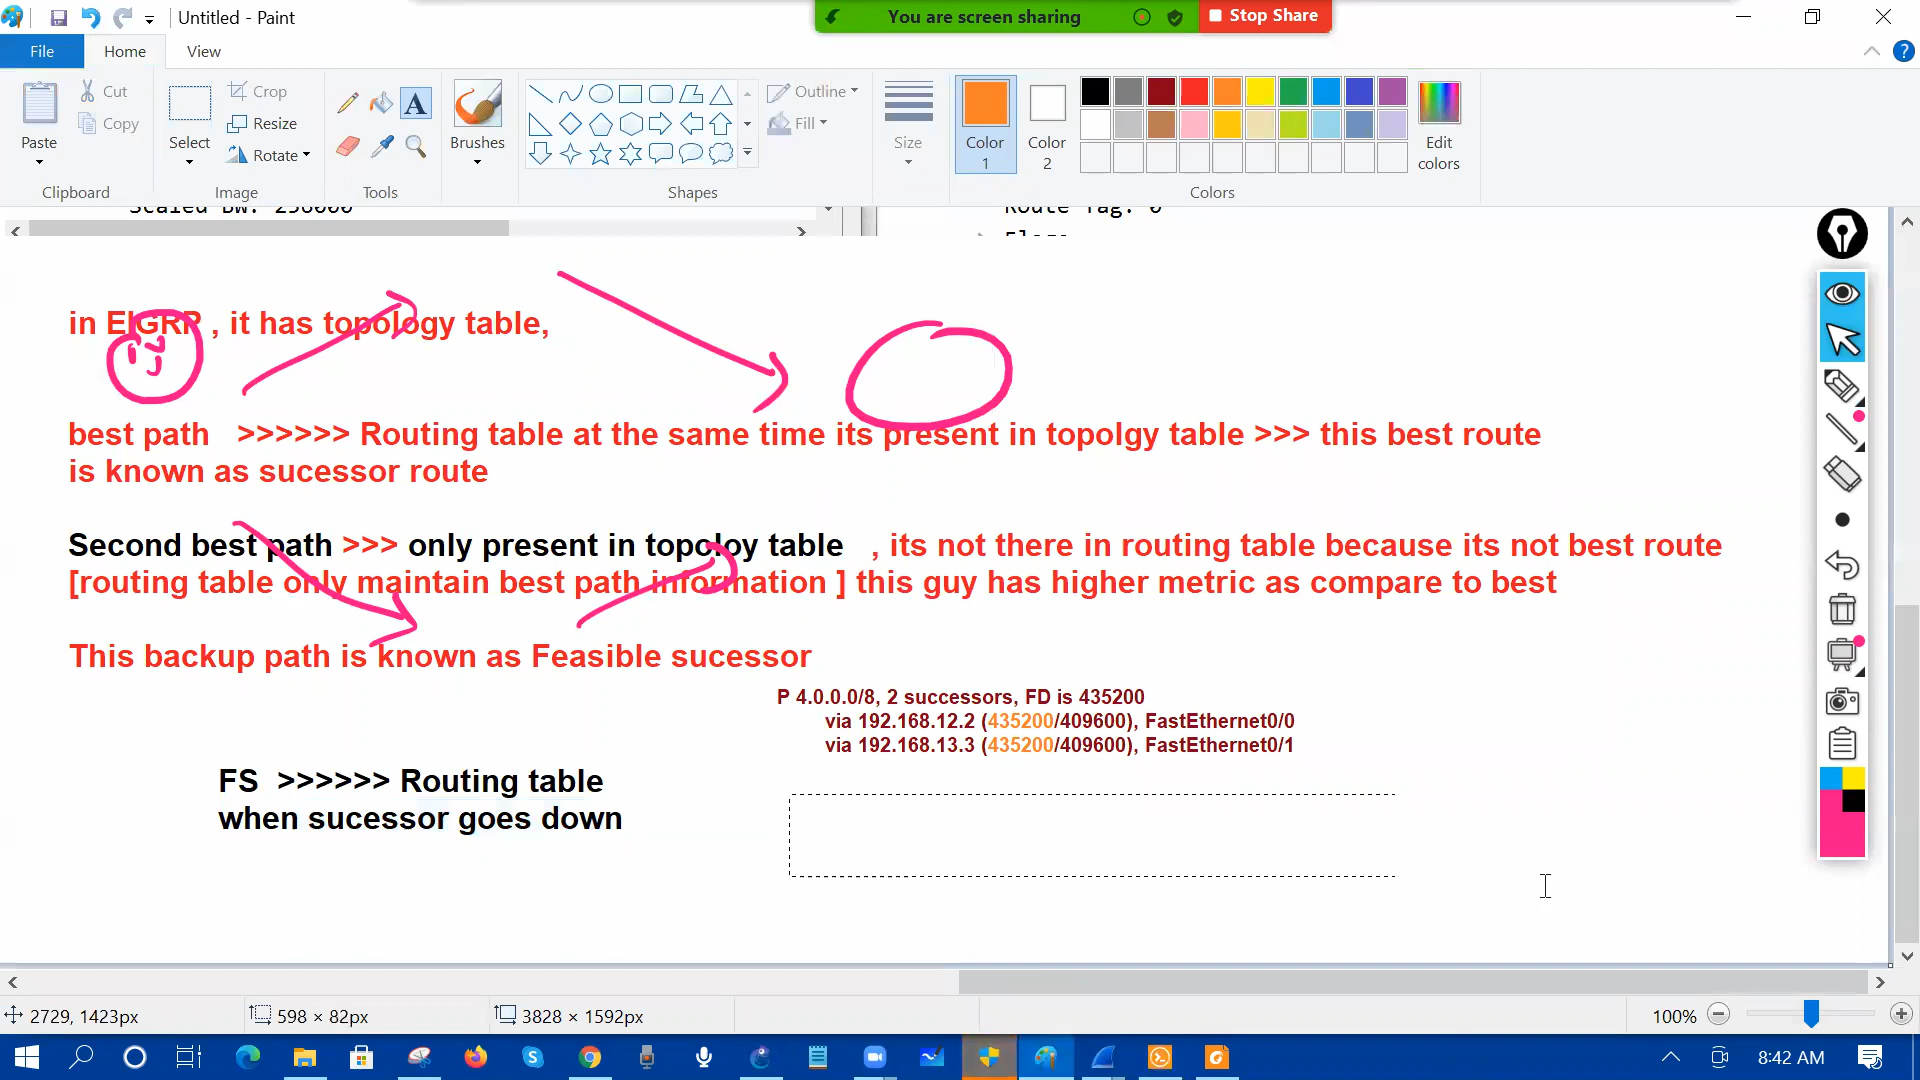 Untitled - Paint
You are screen sharing
Stop Share
File
Home
View
Paste
Cut
Copy
Clipboard
Select
Crop
Resize
Rotate
Image
A
Tools
Brushes
Outline
Fill
Shapes
Size
Color 1
Color 2
Edit colors
Colors
?
Scaled BW: 256000
Route Tag: 0
Flags
in EIGRP , it has topology table,
best path >>>>>> Routing table at the same time its present in topolgy table >>> this best route
is known as sucessor route
Second best path >>> only present in topoloy table , its not there in routing table because its not best route
[routing table only maintain best path information ] this guy has higher metric as compare to best
This backup path is known as Feasible sucessor
P 4.0.0.0/8, 2 successors, FD is 435200
via 192.168.12.2 (435200/409600), FastEthernet0/0
via 192.168.13.3 (435200/409600), FastEthernet0/1
FS >>>>>> Routing table
when sucessor goes down
2729, 1423px
598 × 82px
3828 × 1592px
100%
8:42 AM